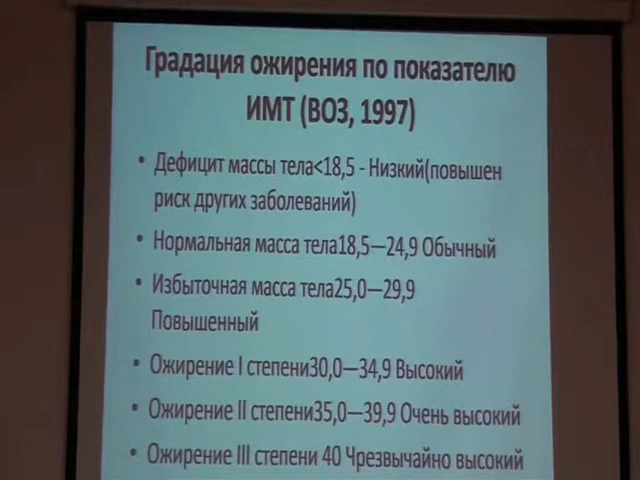 Градация ожирения по показателю
ИМТ (ВОЗ, 1997)
• Дефицит массы тела<18,5 - Низкий(повышен
риск других заболеваний)
• Нормальная масса тела18,5—24,9 Обычный
• Избыточная масса тела25,0—29,9
Повышенный
• Ожирение I степени30,0—34,9 Высокий
• Ожирение II степени35,0—39,9 Очень высокий
• Ожирение III степени 40 Чрезвычайно высокий